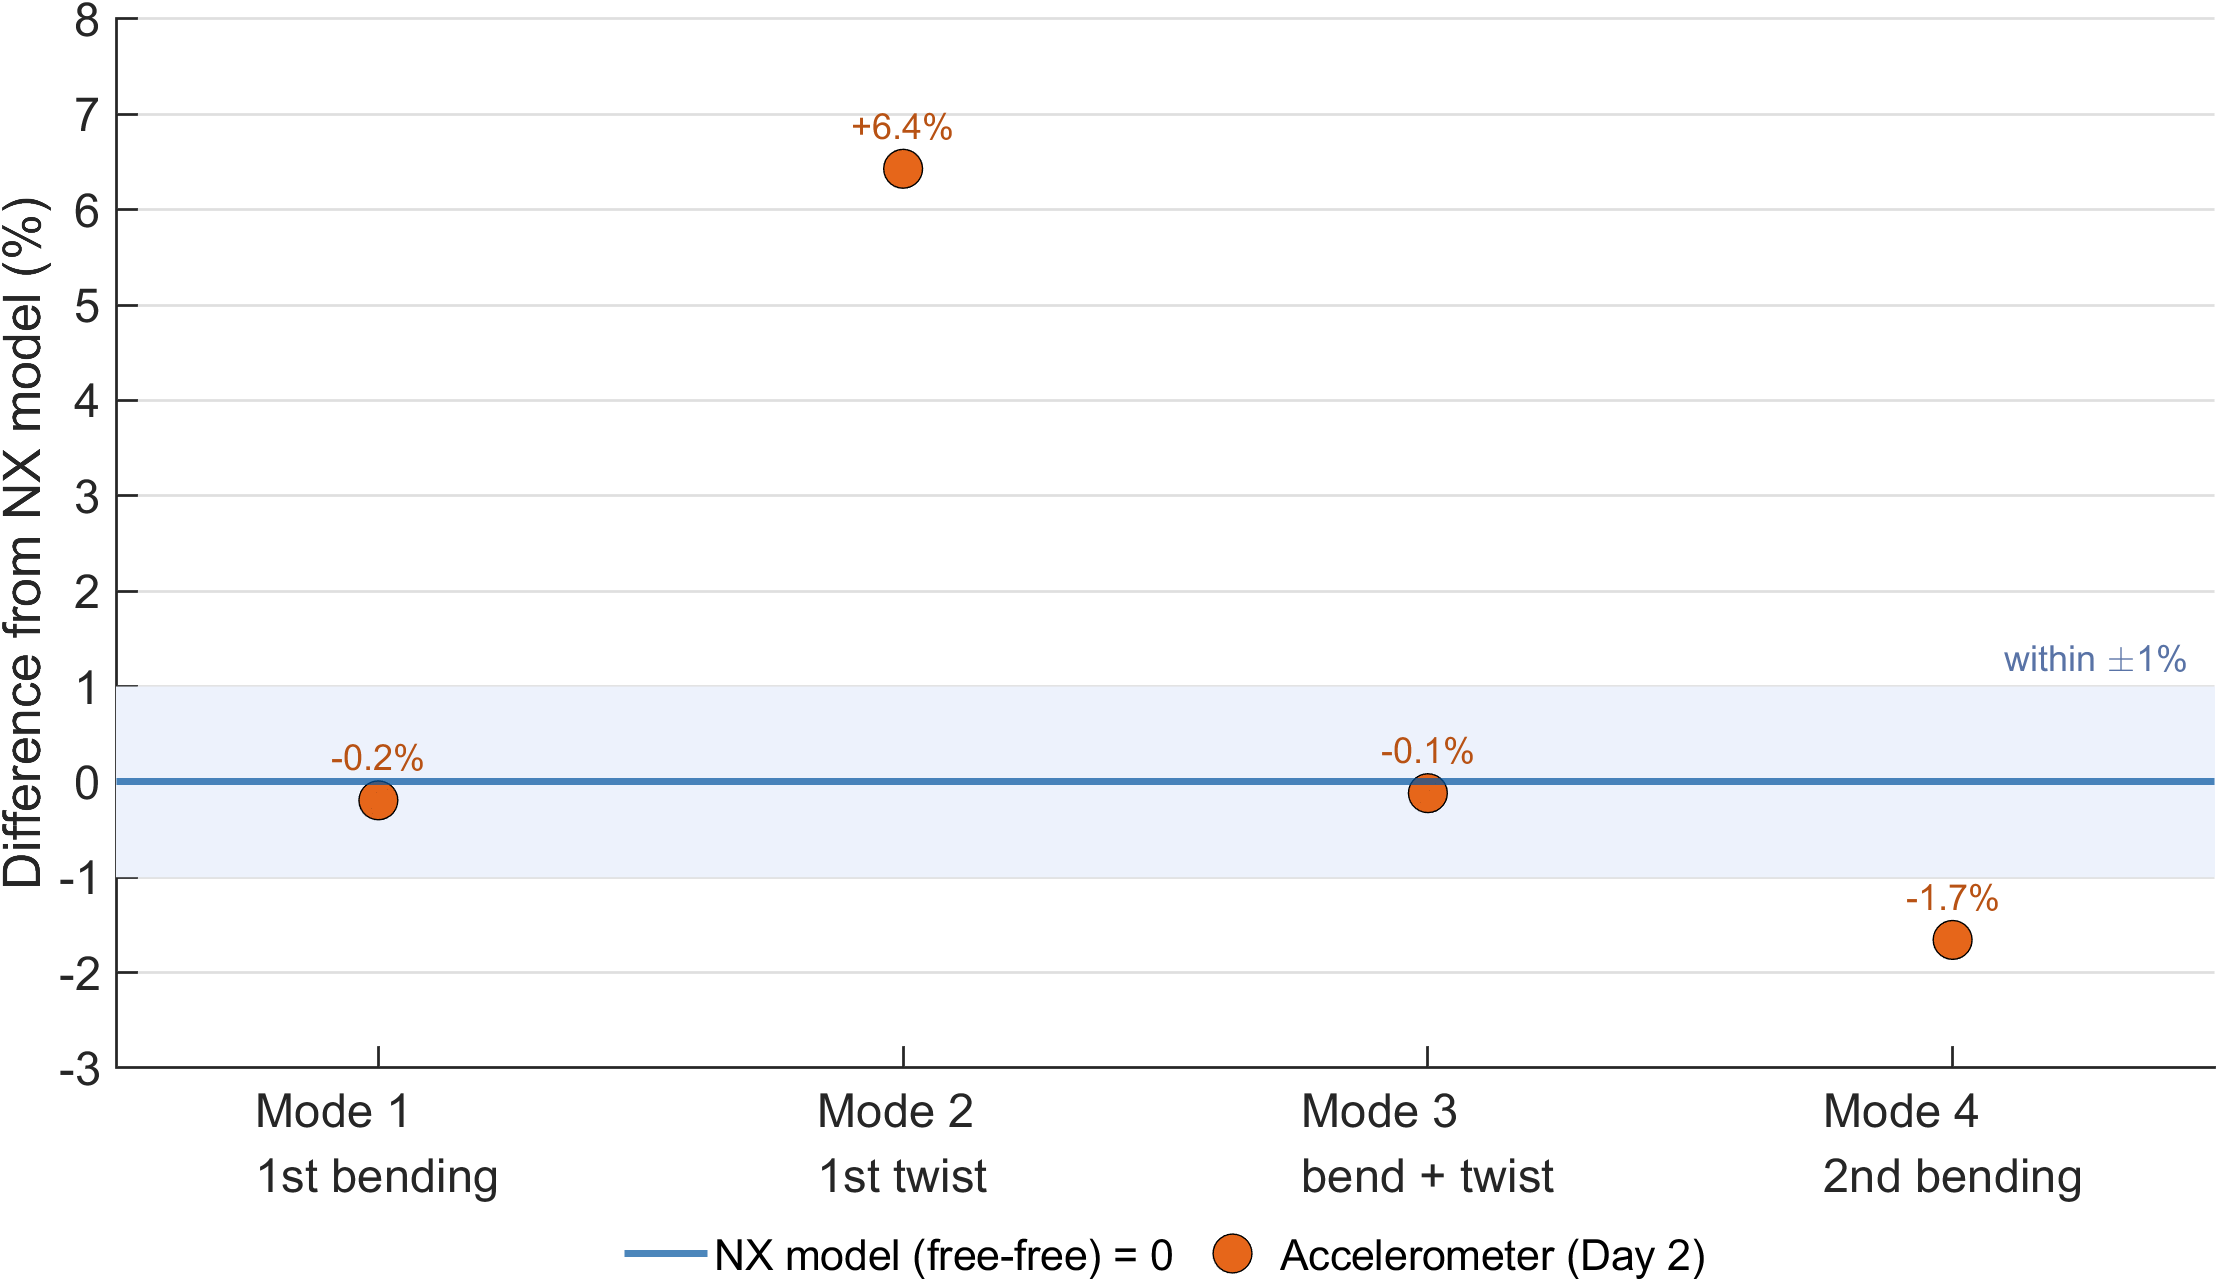 Difference from NX model (%)
8
7
6
5
4
3
2
1
0
-1
-2
-3
+6.4%
within ±1%
-0.2%
-0.1%
-1.7%
Mode 1
1st bending
Mode 2
1st twist
Mode 3
bend + twist
Mode 4
2nd bending
NX model (free-free) = 0
Accelerometer (Day 2)